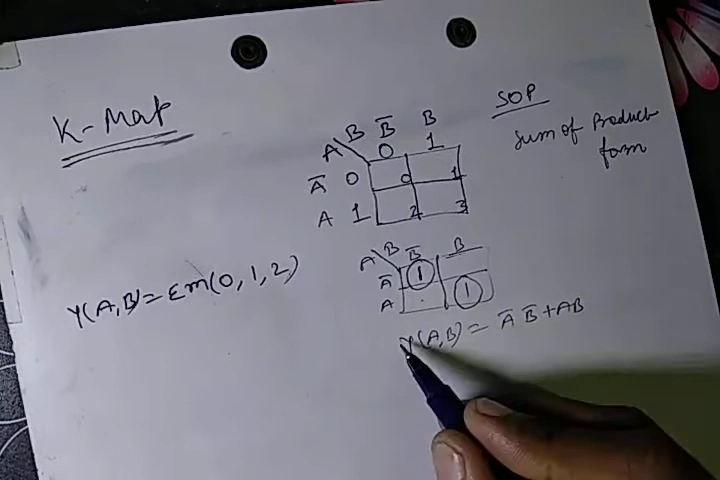 K-Map
SOP
Sum of Product
form
A B B̅ B
0 1
A̅ 0 0 1
A 1 2 3
Y(A,B) = Σm(0, 1, 2)
A B B̅ B
A̅ 1
A 1
Y(A,B) = A̅ B̅ + AB